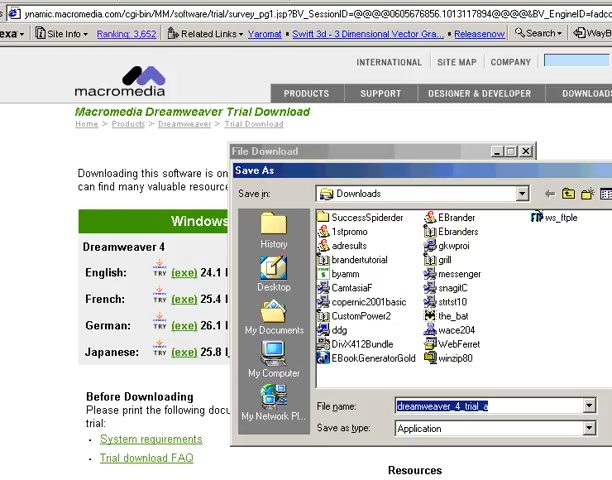 ynamic.macromedia.com/cgi-bin/MM/software/trial/survey_pg1.jsp?BV_SessionID=@@@@0605676856.1013117894@@@@&BV_EngineID=fadcc
exa Site Info Ranking: 3,652 Related Links Yaromat Swift 3d - 3 Dimensional Vector Gra... Releasenow Search WayB
INTERNATIONAL SITE MAP COMPANY
macromedia
PRODUCTS SUPPORT DESIGNER & DEVELOPER DOWNLOADS
Macromedia Dreamweaver Trial Download
Home > Products > Dreamweaver > Trial Download
File Download
Save As
Downloading this software is on
can find many valuable resource
Save in: Downloads
Windows
Dreamweaver 4
English: TRY (exe) 24.1
French: TRY (exe) 25.4
German: TRY (exe) 26.1
Japanese: TRY (exe) 25.8
History
Desktop
My Documents
My Computer
My Network Pl...
SuccessSpiderder
1stpromo
adresults
brandertutorial
byamm
CamtasiaF
copernic2001basic
CustomPower2
ddg
DivX412Bundle
EBookGeneratorGold
EBrander
Ebranders
gkwproi
grill
messenger
snagitC
strtst10
the_bat
wace204
WebFerret
winzip80
ws_ftple
File name: dreamweaver_4_trial_a
Save as type: Application
Before Downloading
Please print the following docu
trial:
System requirements
Trial download FAQ
Resources